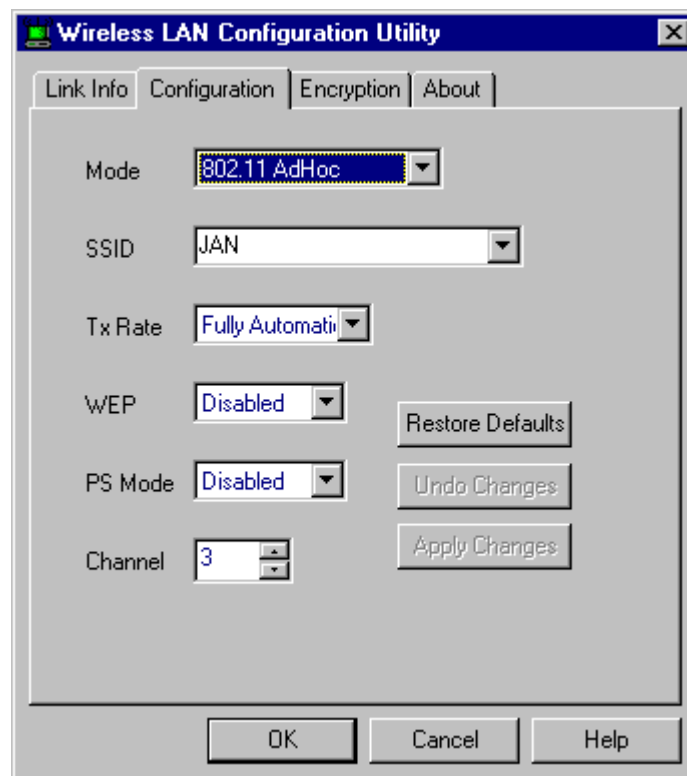 Wireless LAN Configuration Utility
Link Info Configuration Encryption About
Mode 802.11 AdHoc
SSID JAN
Tx Rate Fully Automati
WEP Disabled
Restore Defaults
PS Mode Disabled
Undo Changes
Channel 3
Apply Changes
OK Cancel Help